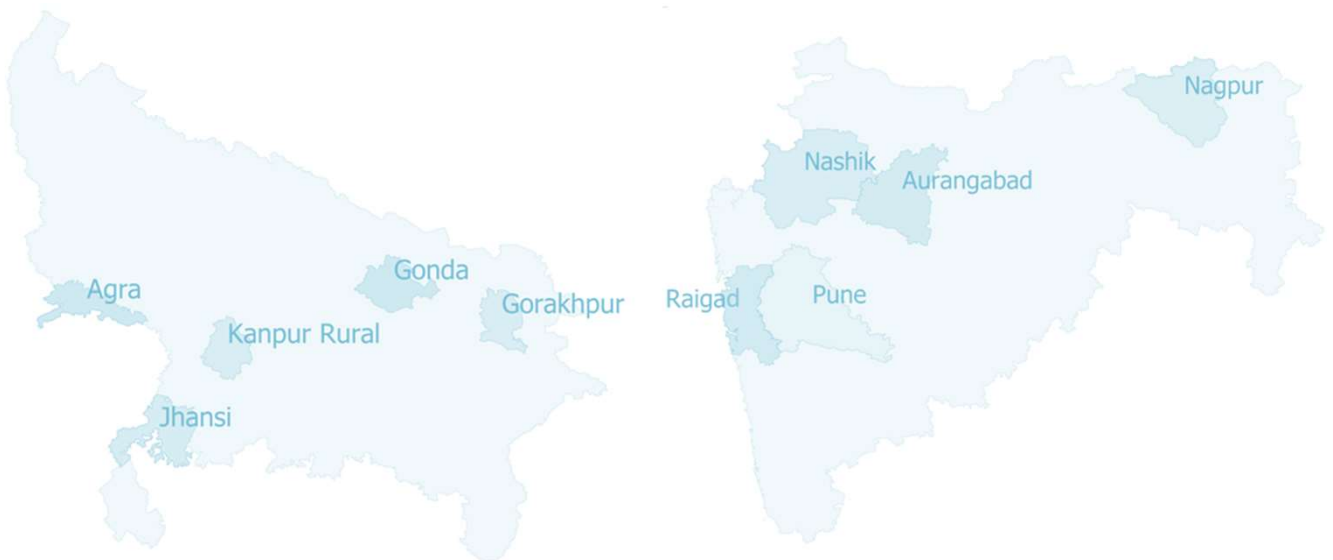 Agra
Gonda
Gorakhpur
Kanpur Rural
Jhansi
Nagpur
Nashik
Aurangabad
Raigad
Pune